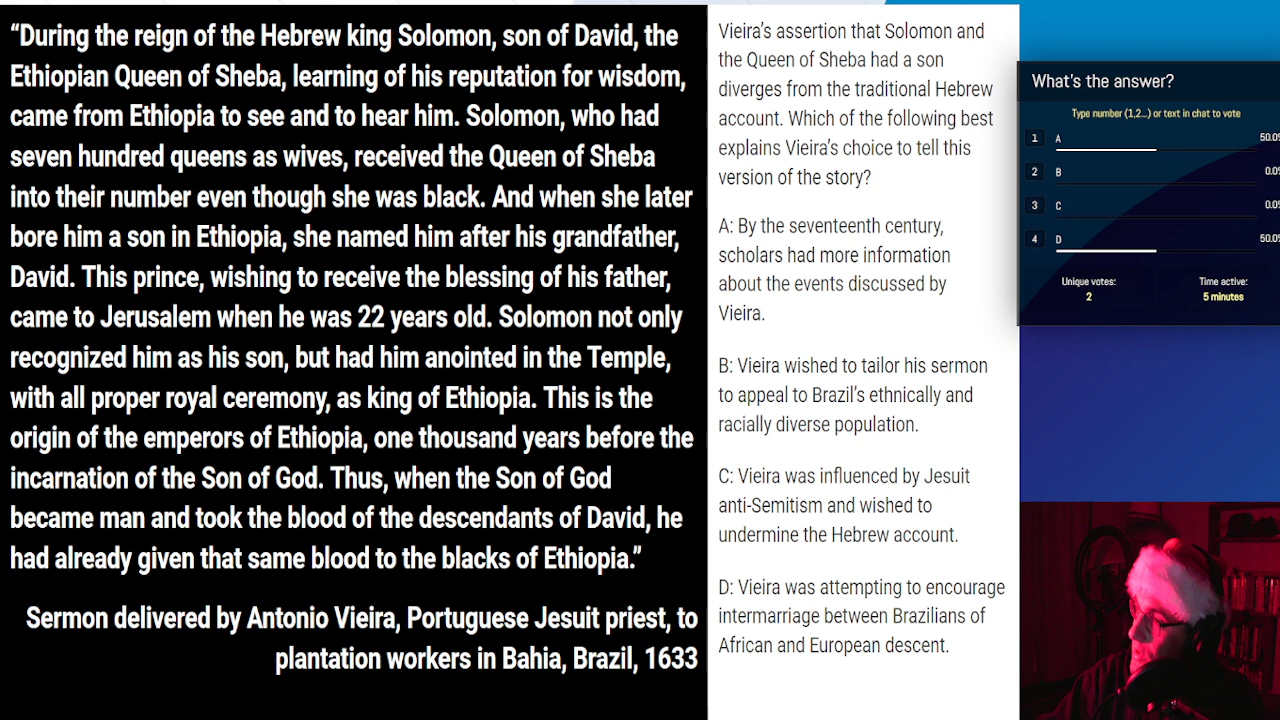 “During the reign of the Hebrew king Solomon, son of David, the
Ethiopian Queen of Sheba, learning of his reputation for wisdom,
came from Ethiopia to see and to hear him. Solomon, who had
seven hundred queens as wives, received the Queen of Sheba
into their number even though she was black. And when she later
bore him a son in Ethiopia, she named him after his grandfather,
David. This prince, wishing to receive the blessing of his father,
came to Jerusalem when he was 22 years old. Solomon not only
recognized him as his son, but had him anointed in the Temple,
with all proper royal ceremony, as king of Ethiopia. This is the
origin of the emperors of Ethiopia, one thousand years before the
incarnation of the Son of God. Thus, when the Son of God
became man and took the blood of the descendants of David, he
had already given that same blood to the blacks of Ethiopia.”
Sermon delivered by Antonio Vieira, Portuguese Jesuit priest, to
plantation workers in Bahia, Brazil, 1633
Vieira’s assertion that Solomon and
the Queen of Sheba had a son
diverges from the traditional Hebrew
account. Which of the following best
explains Vieira’s choice to tell this
version of the story?
A: By the seventeenth century,
scholars had more information
about the events discussed by
Vieira.
B: Vieira wished to tailor his sermon
to appeal to Brazil’s ethnically and
racially diverse population.
C: Vieira was influenced by Jesuit
anti-Semitism and wished to
undermine the Hebrew account.
D: Vieira was attempting to encourage
intermarriage between Brazilians of
African and European descent.
What's the answer?
Type number (1,2...) or text in chat to vote
1 A 50.0%
2 B 0.0%
3 C 0.0%
4 D 50.0%
Unique votes: Time active:
2 5 minutes